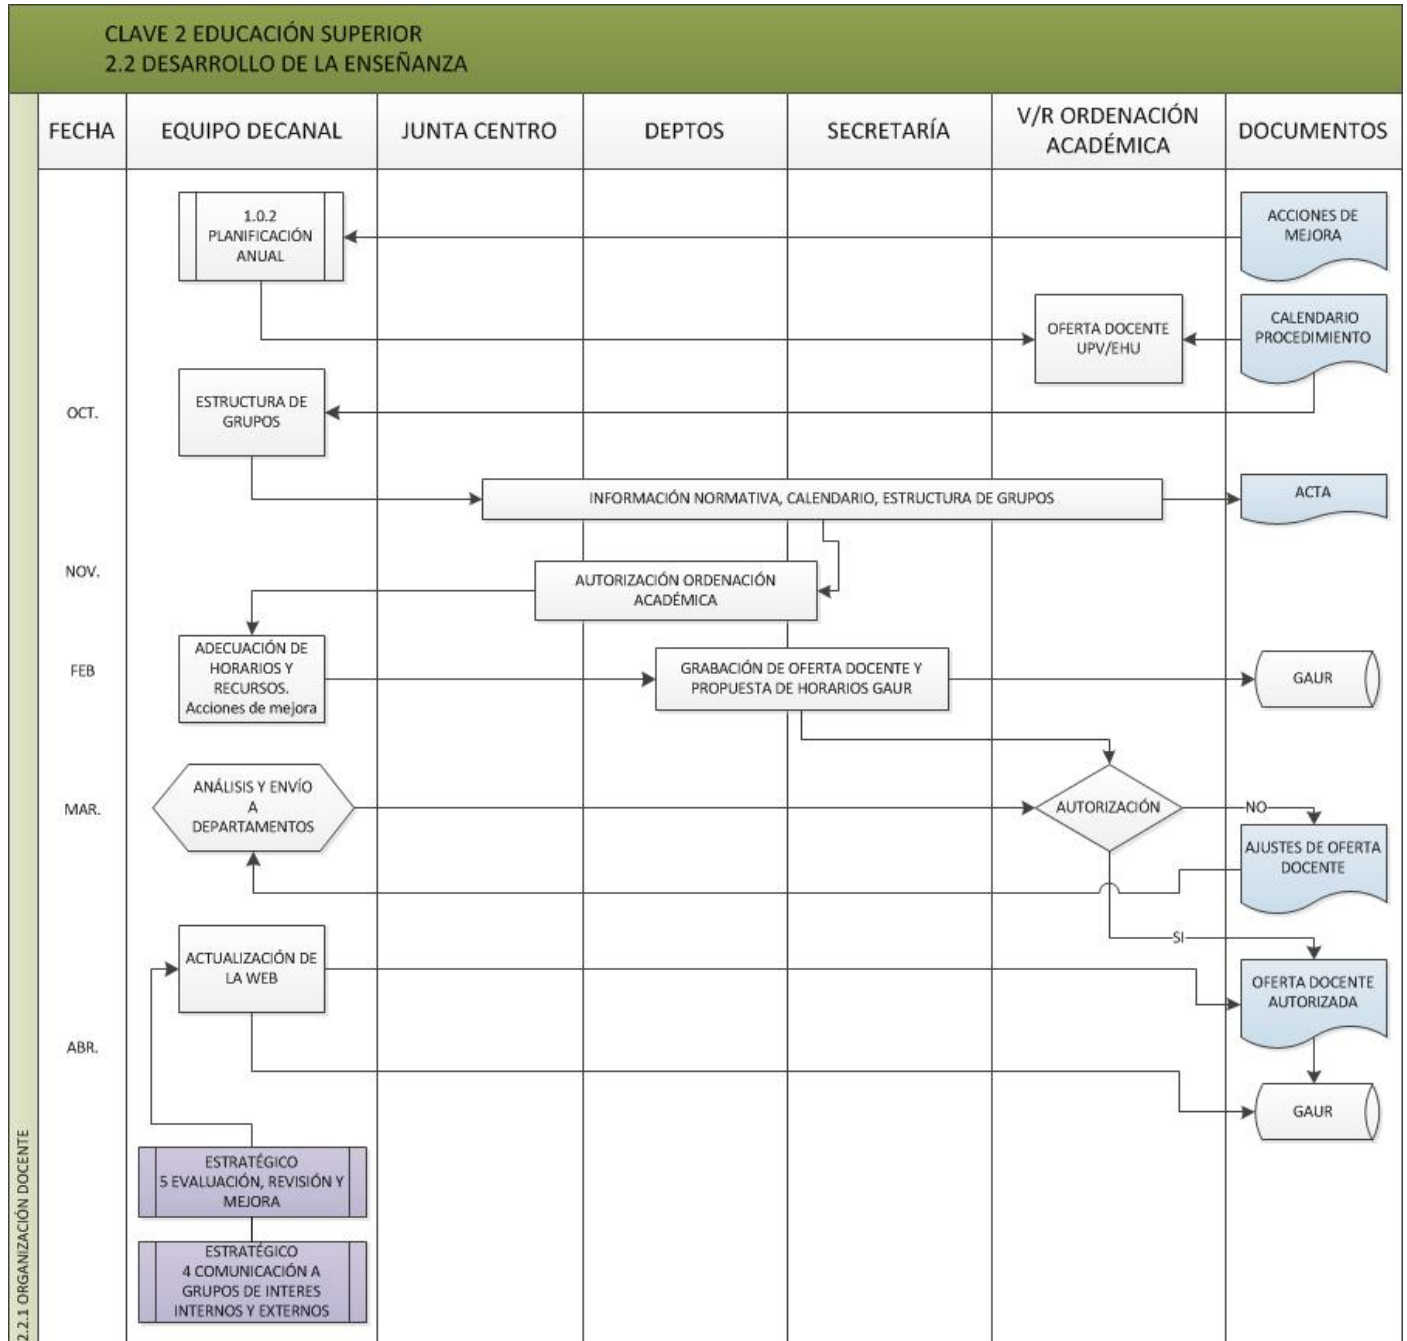 CLAVE 2 EDUCACIÓN SUPERIOR
2.2 DESARROLLO DE LA ENSEÑANZA
FECHA
EQUIPO DECANAL
JUNTA CENTRO
DEPTOS
SECRETARÍA
V/R ORDENACIÓN
ACADÉMICA
DOCUMENTOS
1.0.2
PLANIFICACIÓN
ANUAL
ACCIONES DE
MEJORA
OFERTA DOCENTE
UPV/EHU
CALENDARIO
PROCEDIMIENTO
OCT.
ESTRUCTURA DE
GRUPOS
INFORMACIÓN NORMATIVA, CALENDARIO, ESTRUCTURA DE GRUPOS
ACTA
NOV.
AUTORIZACIÓN ORDENACIÓN
ACADÉMICA
FEB
ADECUACIÓN DE
HORARIOS Y
RECURSOS.
Acciones de mejora
GRABACIÓN DE OFERTA DOCENTE Y
PROPUESTA DE HORARIOS GAUR
GAUR
MAR.
ANÁLISIS Y ENVÍO
A
DEPARTAMENTOS
AUTORIZACIÓN
NO
AJUSTES DE OFERTA
DOCENTE
SI
ACTUALIZACIÓN DE
LA WEB
OFERTA DOCENTE
AUTORIZADA
ABR.
GAUR
ESTRATÉGICO
5 EVALUACIÓN, REVISIÓN Y
MEJORA
ESTRATÉGICO
4 COMUNICACIÓN A
GRUPOS DE INTERES
INTERNOS Y EXTERNOS
2.2.1 ORGANIZACIÓN DOCENTE